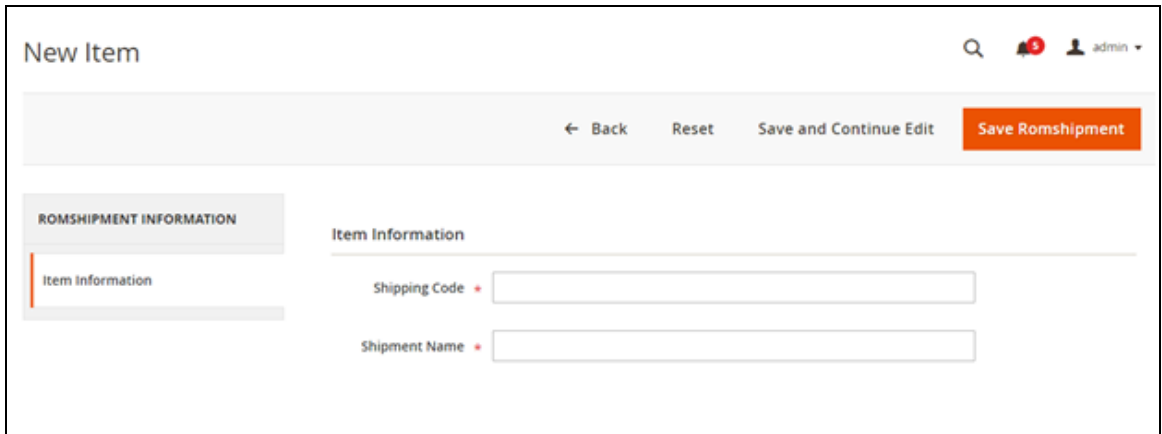 New Item
5
admin
← Back Reset Save and Continue Edit Save Romshipment
ROMSHIPMENT INFORMATION
Item Information
Item Information
Shipping Code *
Shipment Name *